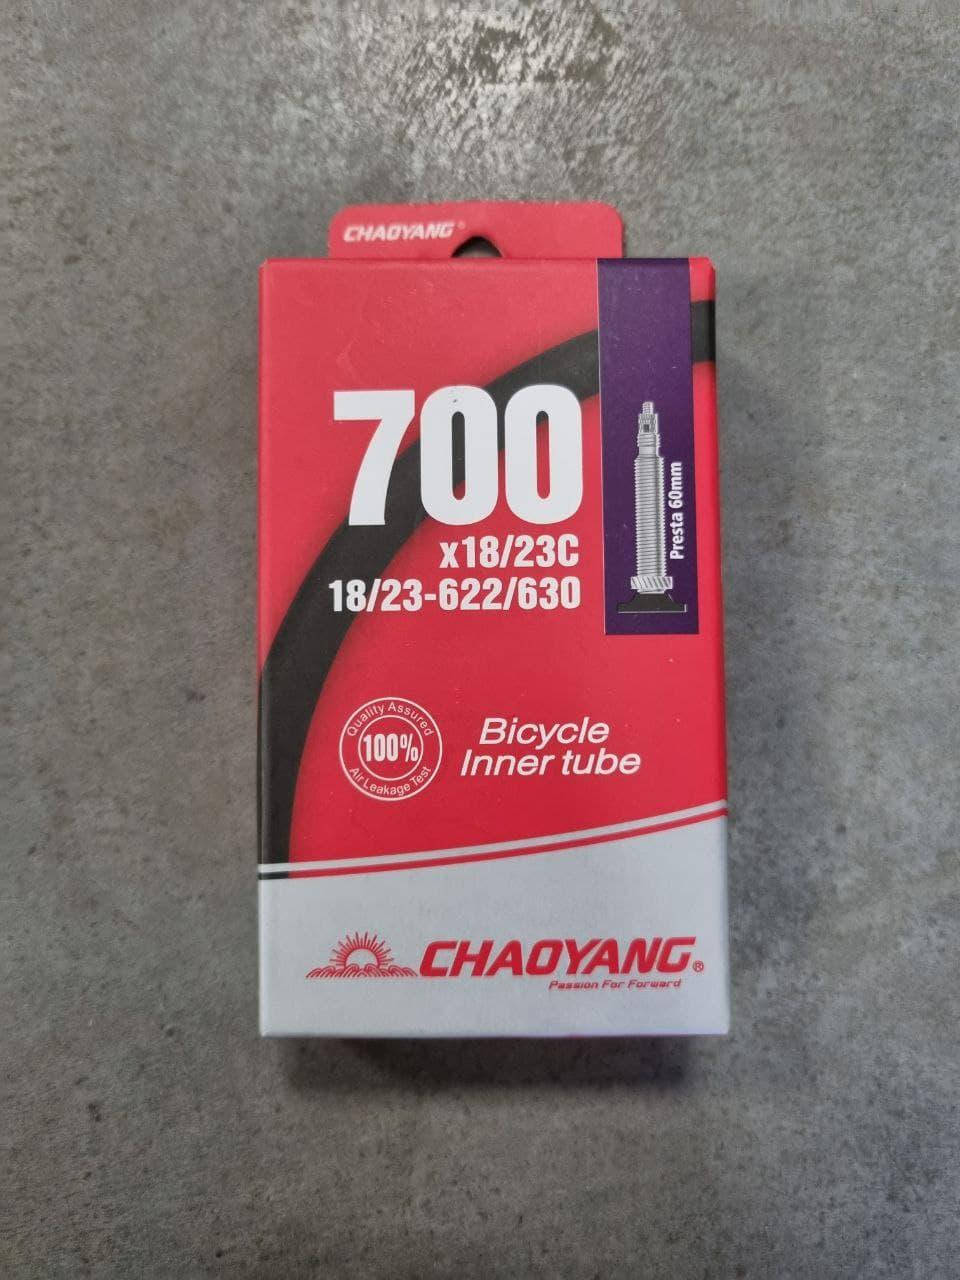 CHAOYANG®
700
x18/23C
18/23-622/630
Presta 60mm
Quality Assured
100%
Air Leakage Test
Bicycle
Inner tube
CHAOYANG®
Passion For Forward